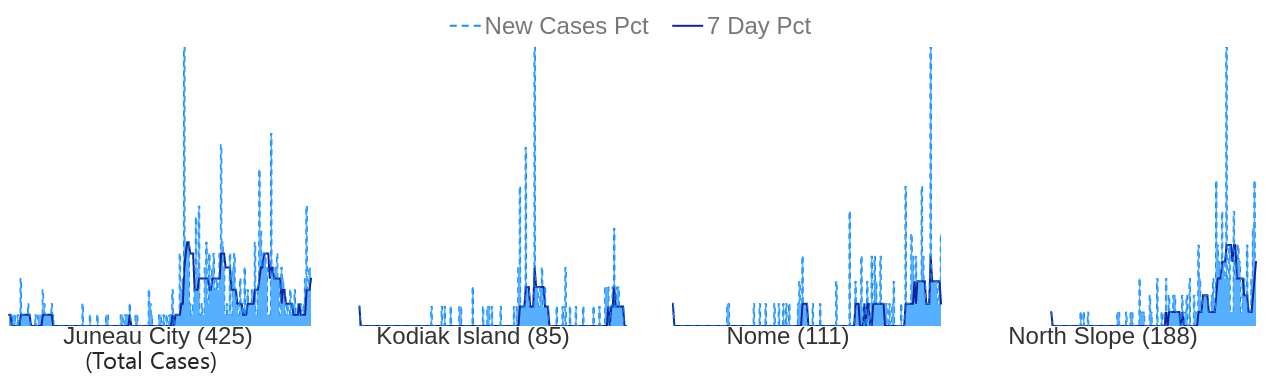 New Cases Pct 7 Day Pct
Juneau City (425) Kodiak Island (85) Nome (111) North Slope (188)
(Total Cases)